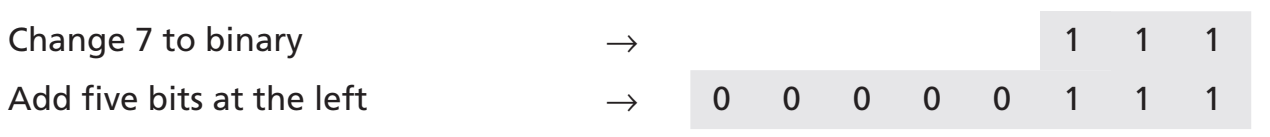 Change 7 to binary → 1 1 1
Add five bits at the left → 0 0 0 0 0 1 1 1